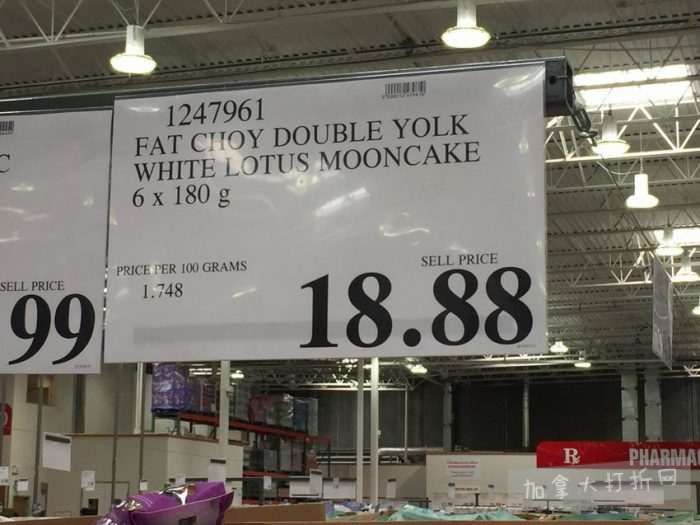 1247961
FAT CHOY DOUBLE YOLK
WHITE LOTUS MOONCAKE
6 x 180 g
C
SELL PRICE
99
PRICE PER 100 GRAMS
1.748
SELL PRICE
18.88
Rx PHARMAC
加拿大打折网